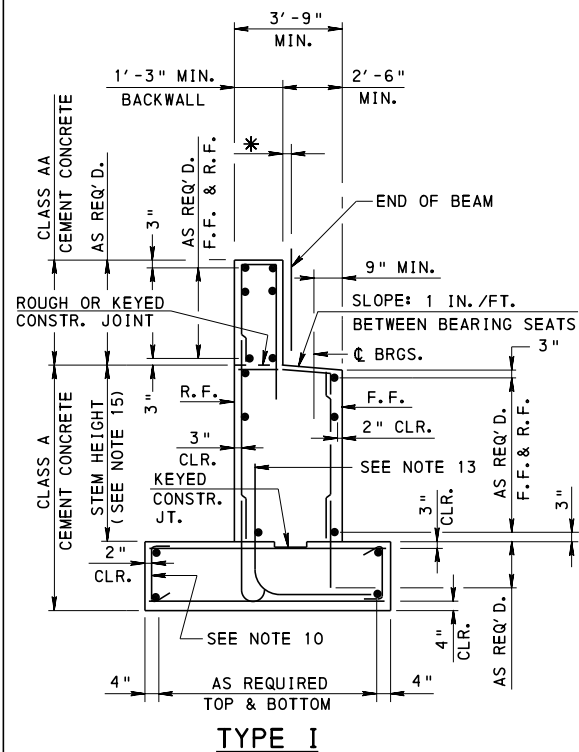 3'-9"
MIN.
1'-3" MIN.
BACKWALL
2'-6"
MIN.
*
CLASS AA
CEMENT CONCRETE
AS REQ'D.
3"
AS REQ'D.
F.F. & R.F.
END OF BEAM
9" MIN.
ROUGH OR KEYED
CONSTR. JOINT
SLOPE: 1 IN./FT.
BETWEEN BEARING SEATS
℄ BRGS.
3"
3"
R.F.
F.F.
CLASS A
CEMENT CONCRETE
STEM HEIGHT
(SEE NOTE 15)
3"
CLR.
2" CLR.
SEE NOTE 13
KEYED
CONSTR.
JT.
AS REQ'D.
F.F. & R.F.
3"
CLR.
3"
2"
CLR.
SEE NOTE 10
4"
CLR.
AS REQ'D.
4"
AS REQUIRED
TOP & BOTTOM
4"
TYPE I